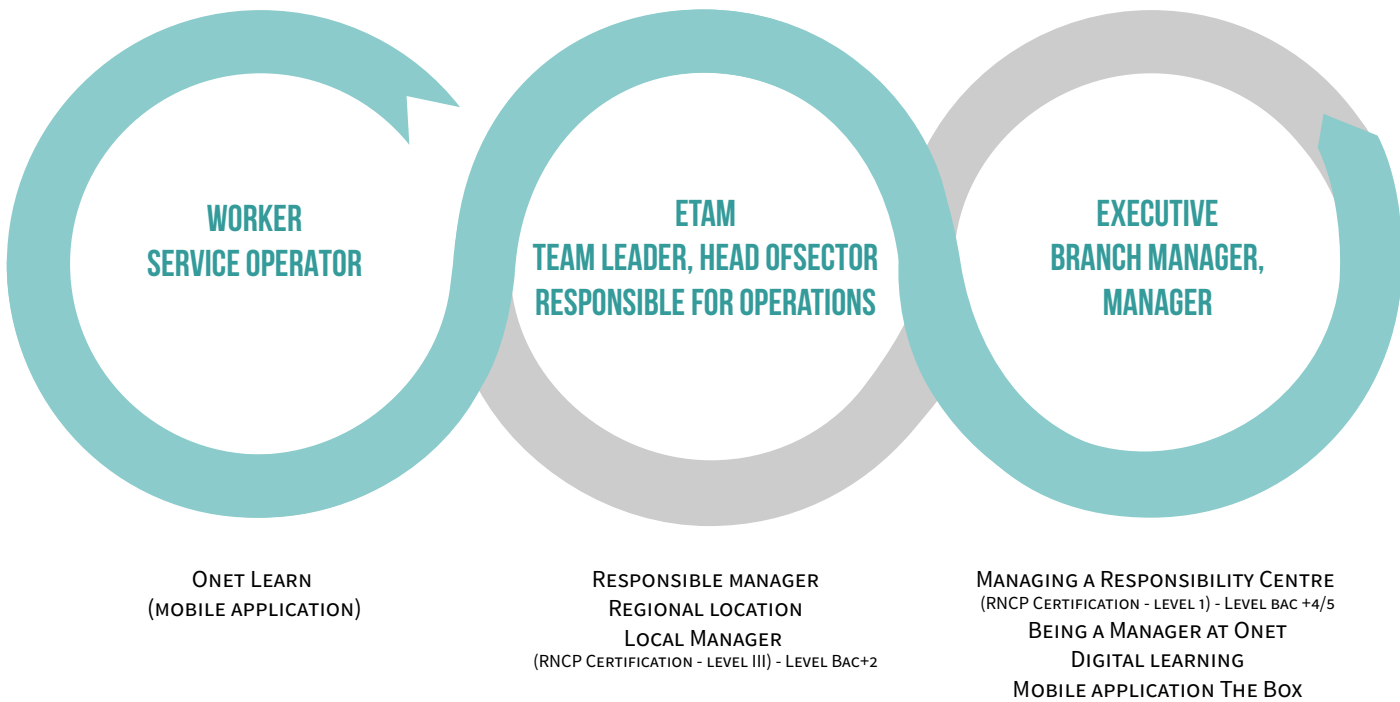 WORKER
SERVICE OPERATOR
ETAM
TEAM LEADER, HEAD OFSECTOR
RESPONSIBLE FOR OPERATIONS
EXECUTIVE
BRANCH MANAGER,
MANAGER
Onet Learn
(mobile application)
Responsible manager
Regional location
Local Manager
(RNCP Certification - level III) - Level Bac+2
Managing a Responsibility Centre
(RNCP Certification - level 1) - Level bac +4/5
Being a Manager at Onet
Digital learning
Mobile application The Box